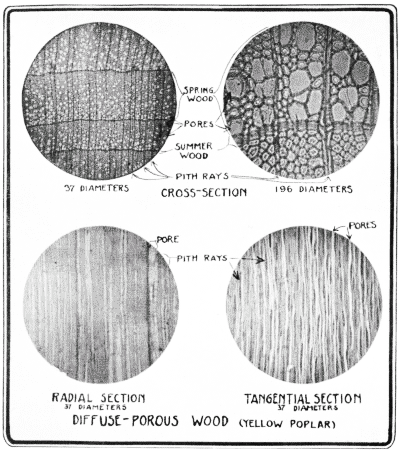 SPRING
WOOD
PORES
SUMMER
WOOD
PITH RAYS
37 DIAMETERS
CROSS-SECTION
196 DIAMETERS
PORE
PITH RAYS
PORES
RADIAL SECTION
37 DIAMETERS
TANGENTIAL SECTION
37 DIAMETERS
DIFFUSE-POROUS WOOD (YELLOW POPLAR)